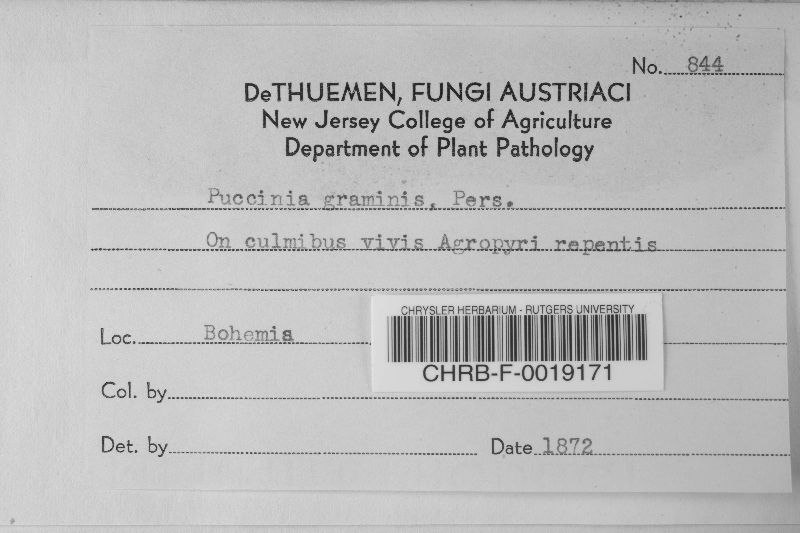 No. 844
DeTHUEMEN, FUNGI AUSTRIACI
New Jersey College of Agriculture
Department of Plant Pathology
Puccinia graminis, Pers.
On culmibus vivis Agropyri repentis
CHRYSLER HERBARIUM - RUTGERS UNIVERSITY
Loc. Bohemia
CHRB-F-0019171
Col. by
Det. by
Date 1872